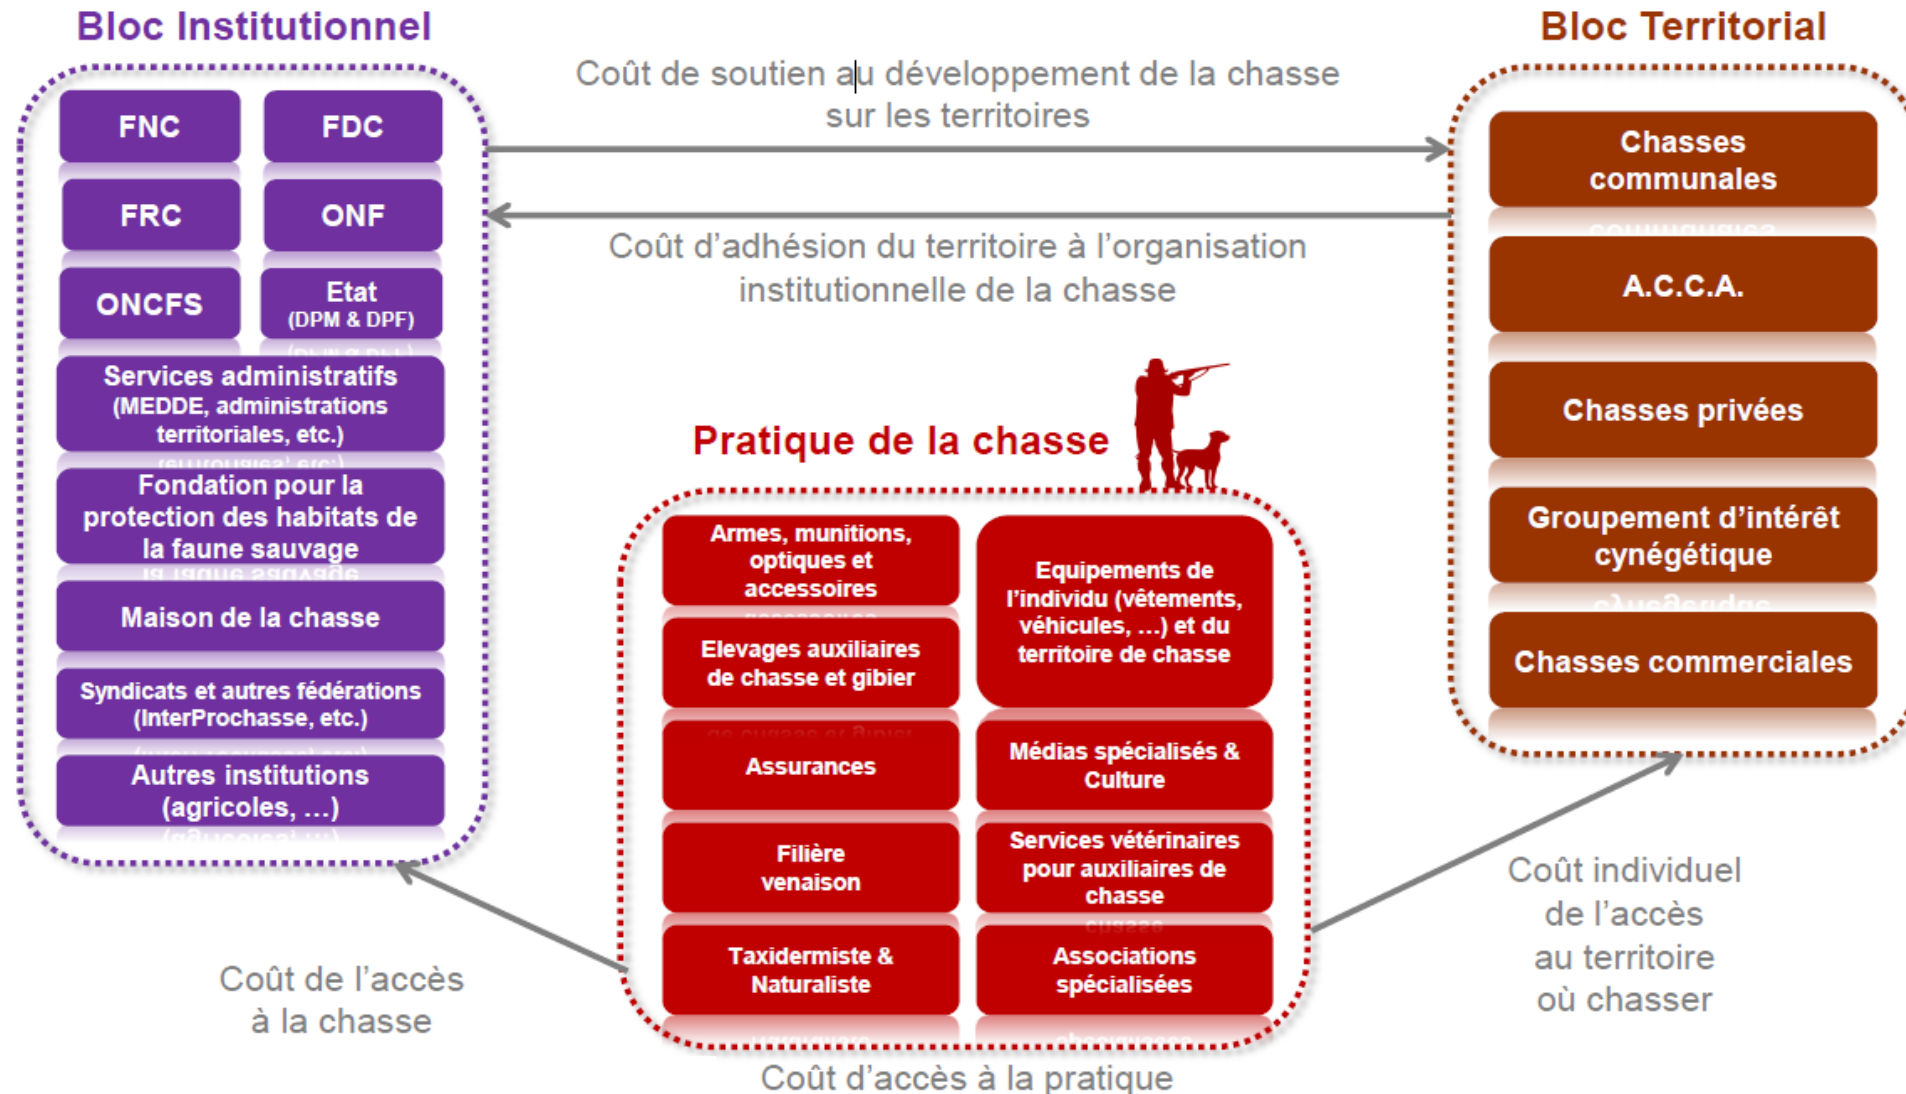 Bloc Institutionnel
FNC
FDC
FRC
ONF
ONCFS
Etat
(DPM & DPF)
Services administratifs
(MEDDE, administrations
territoriales, etc.)
Fondation pour la
protection des habitats de
la faune sauvage
Maison de la chasse
Syndicats et autres fédérations
(InterProchasse, etc.)
Autres institutions
(agricoles, ...)
Coût de soutien au développement de la chasse
sur les territoires
Coût d’adhésion du territoire à l’organisation
institutionnelle de la chasse
Bloc Territorial
Chasses
communales
A.C.C.A.
Chasses privées
Groupement d’intérêt
cynégétique
Chasses commerciales
Pratique de la chasse
Armes, munitions,
optiques et
accessoires
Equipements de
l’individu (vêtements,
véhicules, ...) et du
territoire de chasse
Elevages auxiliaires
de chasse et gibier
Assurances
Médias spécialisés &
Culture
Filière
venaison
Services vétérinaires
pour auxiliaires de
chasse
Taxidermiste &
Naturaliste
Associations
spécialisées
Coût de l’accès
à la chasse
Coût individuel
de l’accès
au territoire
où chasser
Coût d’accès à la pratique